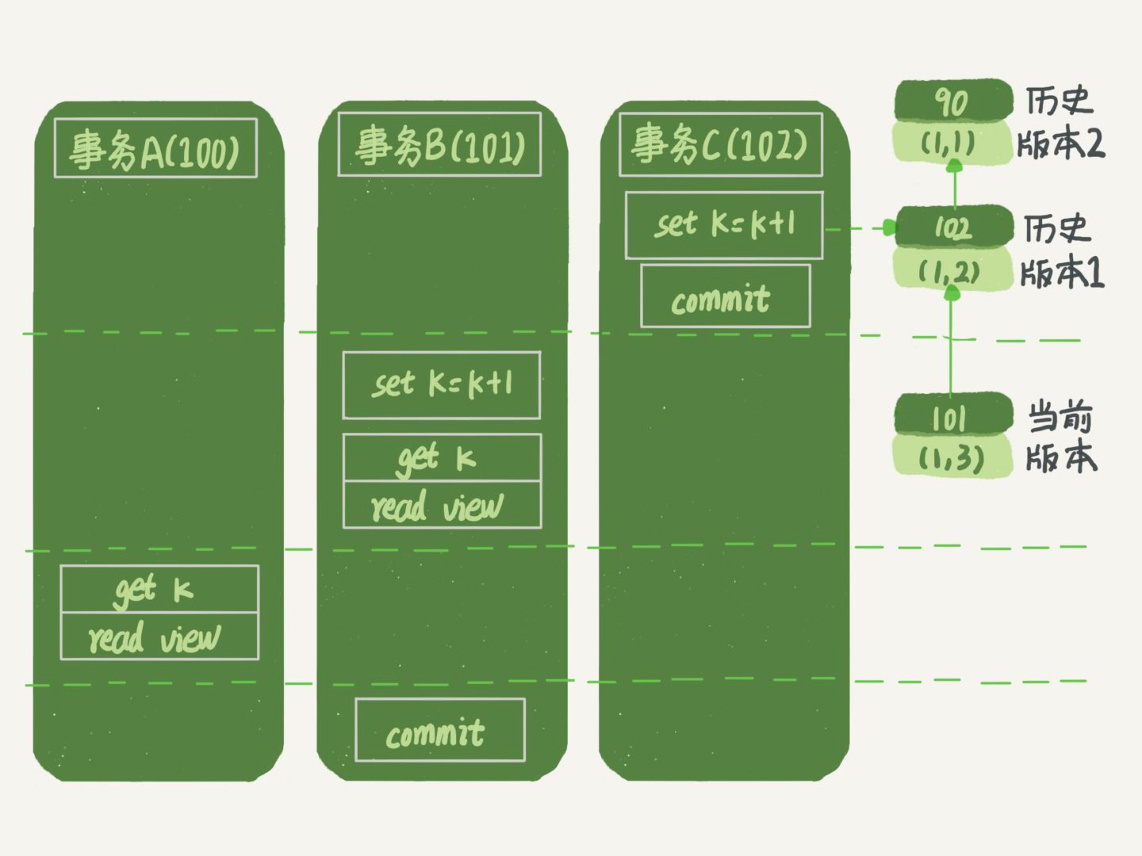 事务A(100)
get k
read view
事务B(101)
set k=k+1
get k
read view
commit
事务C(102)
set k=k+1
commit
90
(1,1)
历史
版本2
102
(1,2)
历史
版本1
101
(1,3)
当前
版本